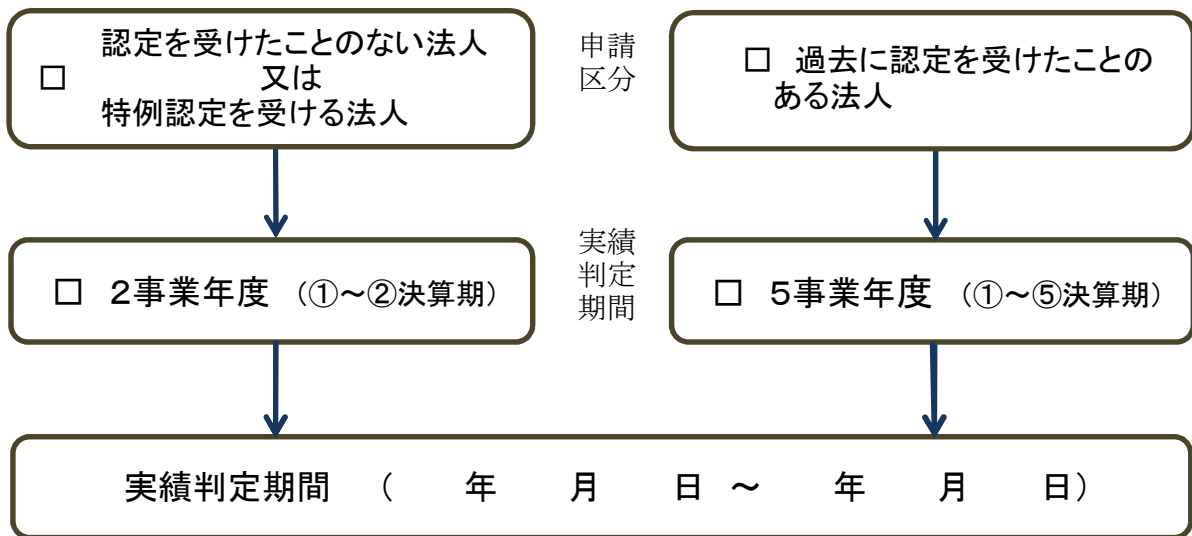 認定を受けたことのない法人
□ 又は
特例認定を受ける法人
申請
区分
□ 過去に認定を受けたことの
ある法人
□ 2事業年度 (①~②決算期)
実績
判定
期間
□ 5事業年度 (①~⑤決算期)
実績判定期間 ( 年 月 日 ~ 年 月 日)